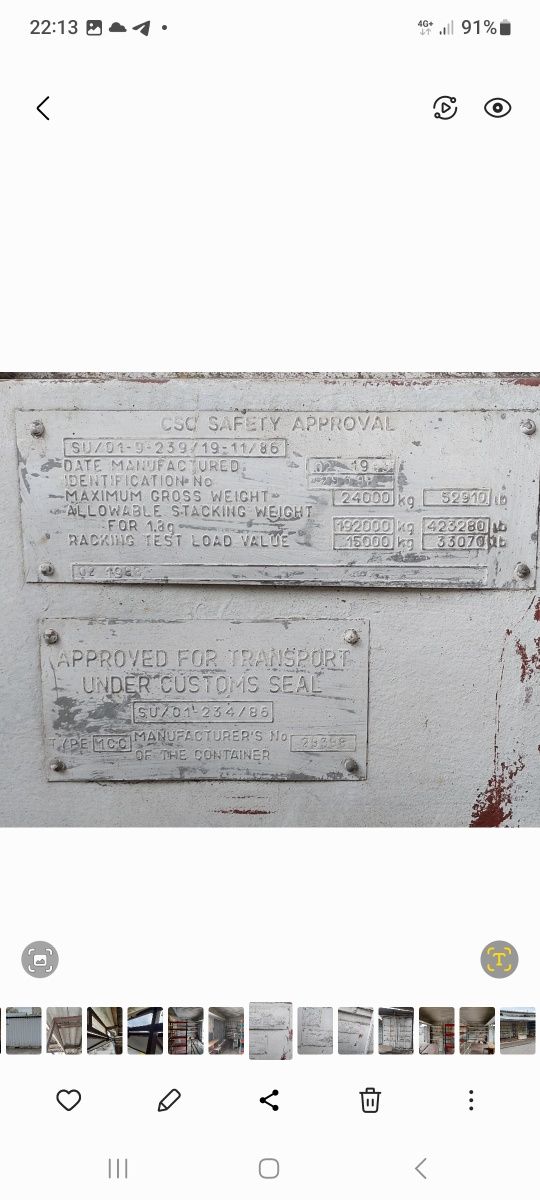 22:13
4G+
91%
CSC SAFETY APPROVAL
SU/01-9-239/19-11/86
DATE MANUFACTURED 02 19
IDENTIFICATION No
MAXIMUM GROSS WEIGHT 24000 kg 52910 lb
ALLOWABLE STACKING WEIGHT
FOR 1.8g 192000 kg 423280 lb
RACKING TEST LOAD VALUE 15000 kg 33070 lb
02
APPROVED FOR TRANSPORT
UNDER CUSTOMS SEAL
SU/01-234/86
TYPE 1CC MANUFACTURER'S No
OF THE CONTAINER
T